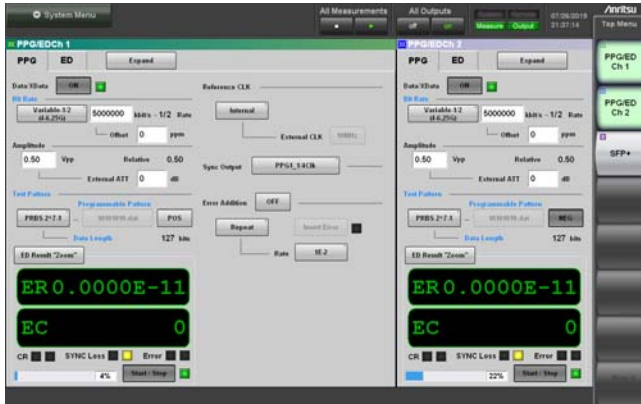 System Menu
All Measurements
All Outputs
off
on
Measure
Output
07/26/2019
21:37:14
Anritsu
Top Menu
PPG/EDCh 1
PPG
ED
Expand
Data/XData
ON
Bit Rate
Variable-1/2
5000000
kbit/s
-
1/2
Rate
Offset
0
ppm
Amplitude
0.50
Vpp
Relative
0.50
External ATT
0
dB
Test Pattern
Programmable Pattern
PRBS 2^7-1
POS
Data Length
127
bits
ED Result "Zoom"
ER0.0000E-11
EC
0
CR
SYNC Loss
Error
4%
Start / Stop
Reference CLK
Internal
External CLK
10MHz
Sync Output
PPG1_1/4Clk
Error Addition
OFF
Repeat
Insert Error
Rate
1E-2
PPG/EDCh 2
PPG
ED
Expand
Data/XData
ON
Bit Rate
Variable-1/2
5000000
kbit/s
-
1/2
Rate
Offset
0
ppm
Amplitude
0.50
Vpp
Relative
0.50
External ATT
0
dB
Test Pattern
Programmable Pattern
PRBS 2^7-1
NEG
Data Length
127
bits
ED Result "Zoom"
ER0.0000E-11
EC
0
CR
SYNC Loss
Error
22%
Start / Stop
PPG/ED
Ch 1
PPG/ED
Ch 2
SFP+